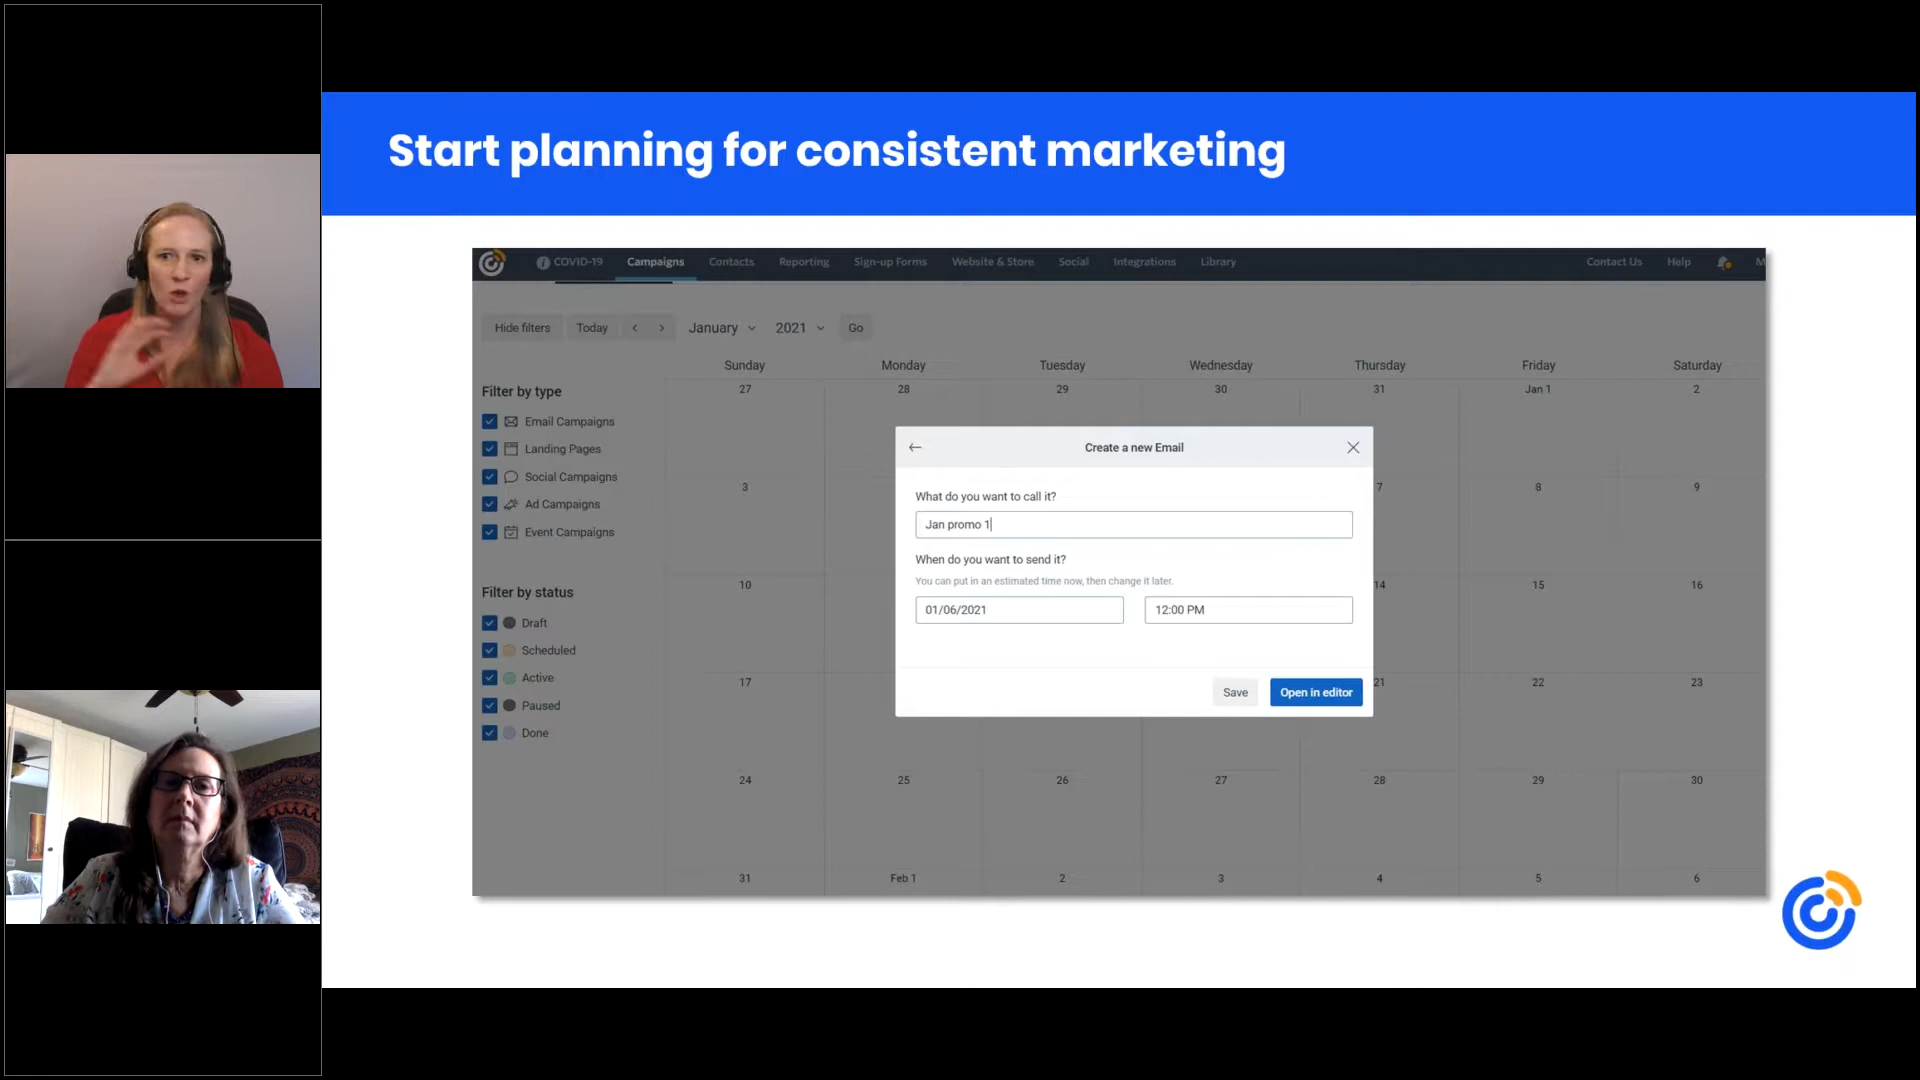 Start planning for consistent marketing
COVID-19 Campaigns Contacts Reporting Sign-up Forms Website & Store Social Integrations Library Contact Us Help M
Hide filters Today January 2021 Go
Sunday Monday Tuesday Wednesday Thursday Friday Saturday
27 28 29 30 31 Jan 1 2
Filter by type
Email Campaigns
Landing Pages
Social Campaigns
Ad Campaigns
Event Campaigns
3 7 8 9
Create a new Email
What do you want to call it?
Jan promo 1
When do you want to send it?
You can put in an estimated time now, then change it later.
01/06/2021 12:00 PM
Save Open in editor
10 14 15 16
Filter by status
Draft
Scheduled
Active
Paused
Done
17 21 22 23
24 25 26 27 28 29 30
31 Feb 1 2 3 4 5 6